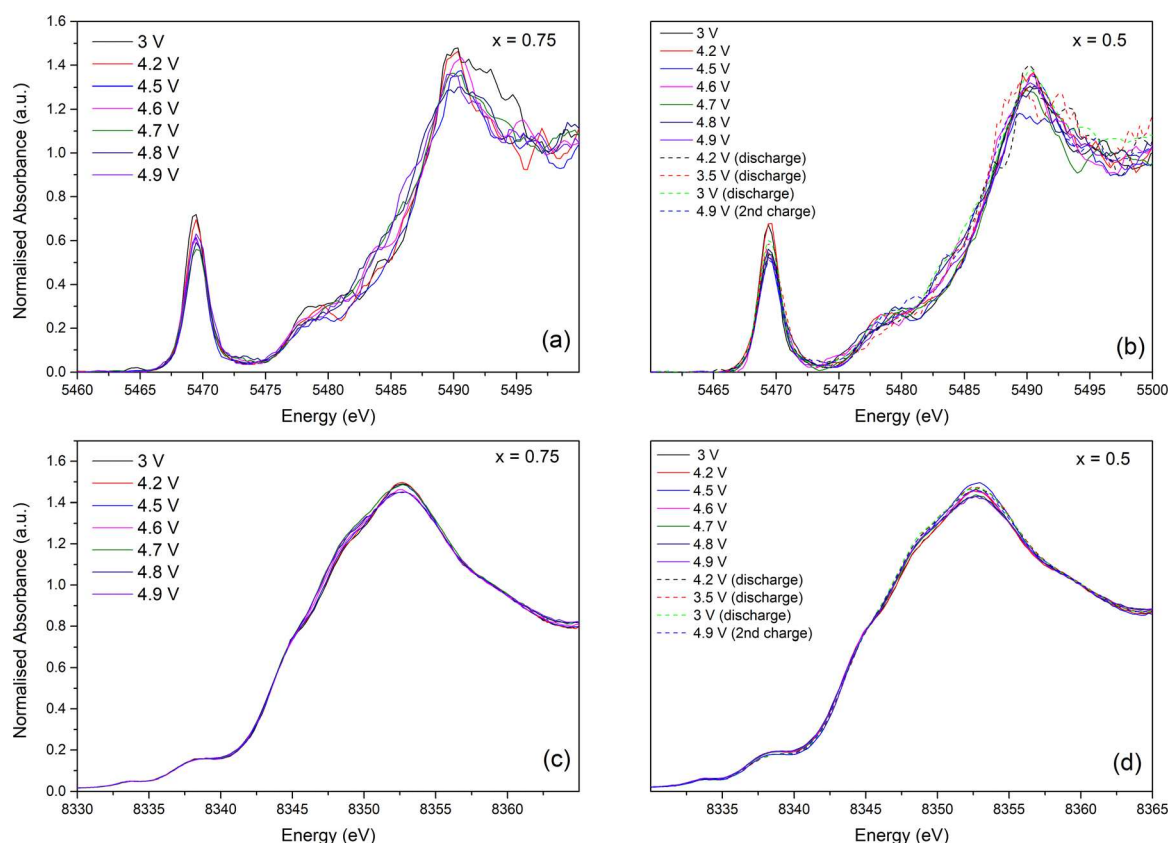 1.6
1.4
1.2
1.0
0.8
0.6
0.4
0.2
0.0
Normalised Absorbance (a.u.)
3 V
4.2 V
4.5 V
4.6 V
4.7 V
4.8 V
4.9 V
x = 0.75
(a)
5460 5465 5470 5475 5480 5485 5490 5495
Energy (eV)
3 V
4.2 V
4.5 V
4.6 V
4.7 V
4.8 V
4.9 V
4.2 V (discharge)
3.5 V (discharge)
3 V (discharge)
4.9 V (2nd charge)
x = 0.5
(b)
5465 5470 5475 5480 5485 5490 5495 5500
Energy (eV)
1.6
1.4
1.2
1.0
0.8
0.6
0.4
0.2
0.0
Normalised Absorbance (a.u.)
3 V
4.2 V
4.5 V
4.6 V
4.7 V
4.8 V
4.9 V
x = 0.75
(c)
8330 8335 8340 8345 8350 8355 8360
Energy (eV)
3 V
4.2 V
4.5 V
4.6 V
4.7 V
4.8 V
4.9 V
4.2 V (discharge)
3.5 V (discharge)
3 V (discharge)
4.9 V (2nd charge)
x = 0.5
(d)
8335 8340 8345 8350 8355 8360 8365
Energy (eV)